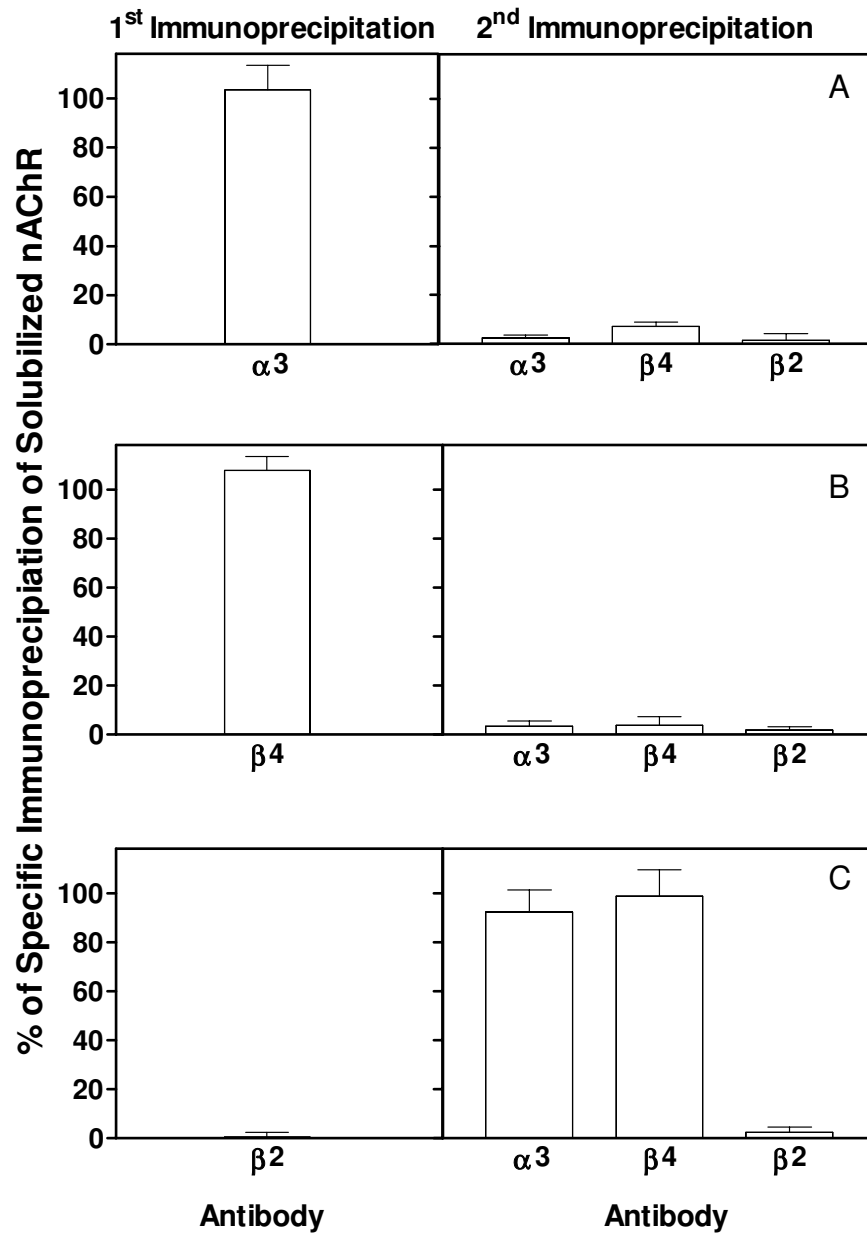 1st Immunoprecipitation 2nd Immunoprecipitation
% of Specific Immunoprecipiation of Solubilized nAChR
A
100
80
60
40
20
0
α3 α3 β4 β2
B
100
80
60
40
20
0
β4 α3 β4 β2
C
100
80
60
40
20
0
β2 α3 β4 β2
Antibody Antibody